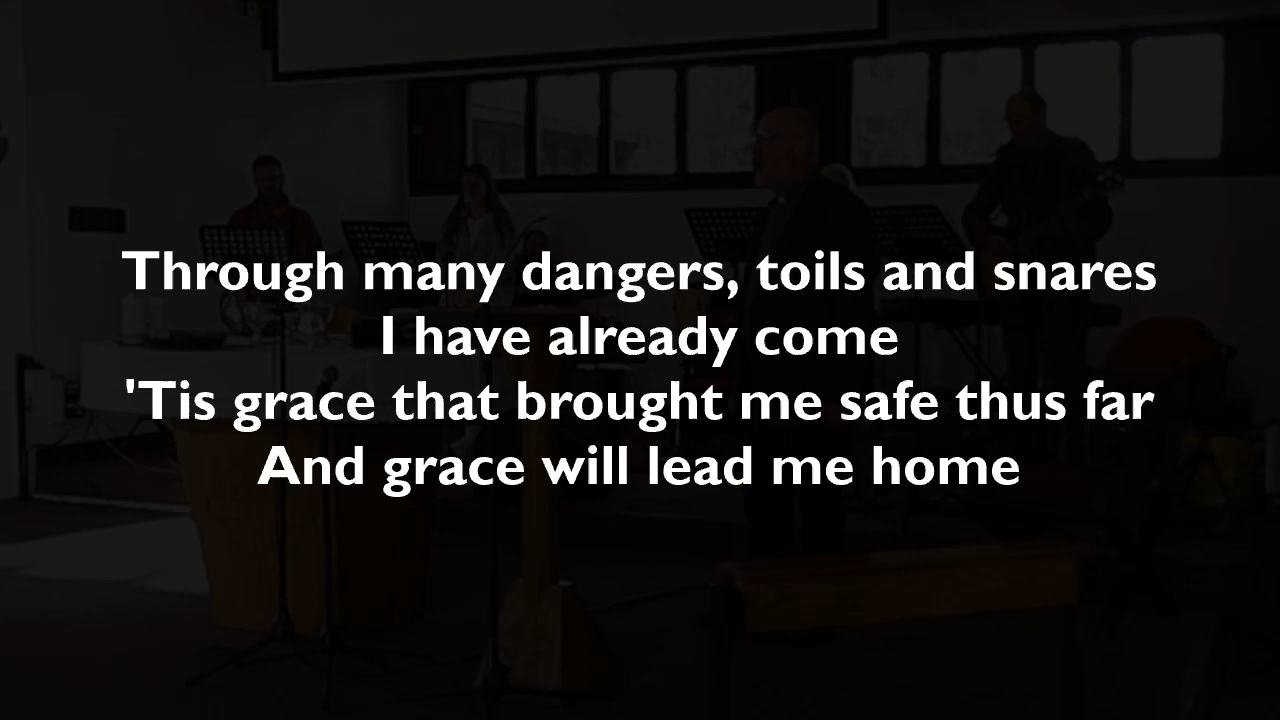 Through many dangers, toils and snares
I have already come
'Tis grace that brought me safe thus far
And grace will lead me home